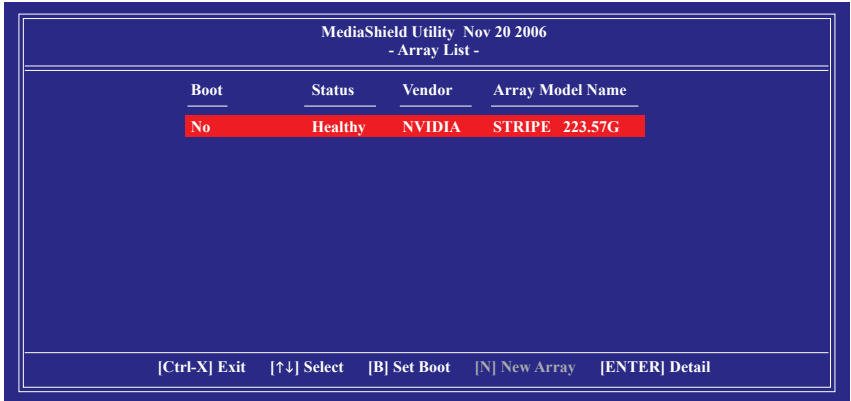 MediaShield Utility Nov 20 2006
- Array List -
Boot Status Vendor Array Model Name
No Healthy NVIDIA STRIPE 223.57G
[Ctrl-X] Exit [↑↓] Select [B] Set Boot [N] New Array [ENTER] Detail